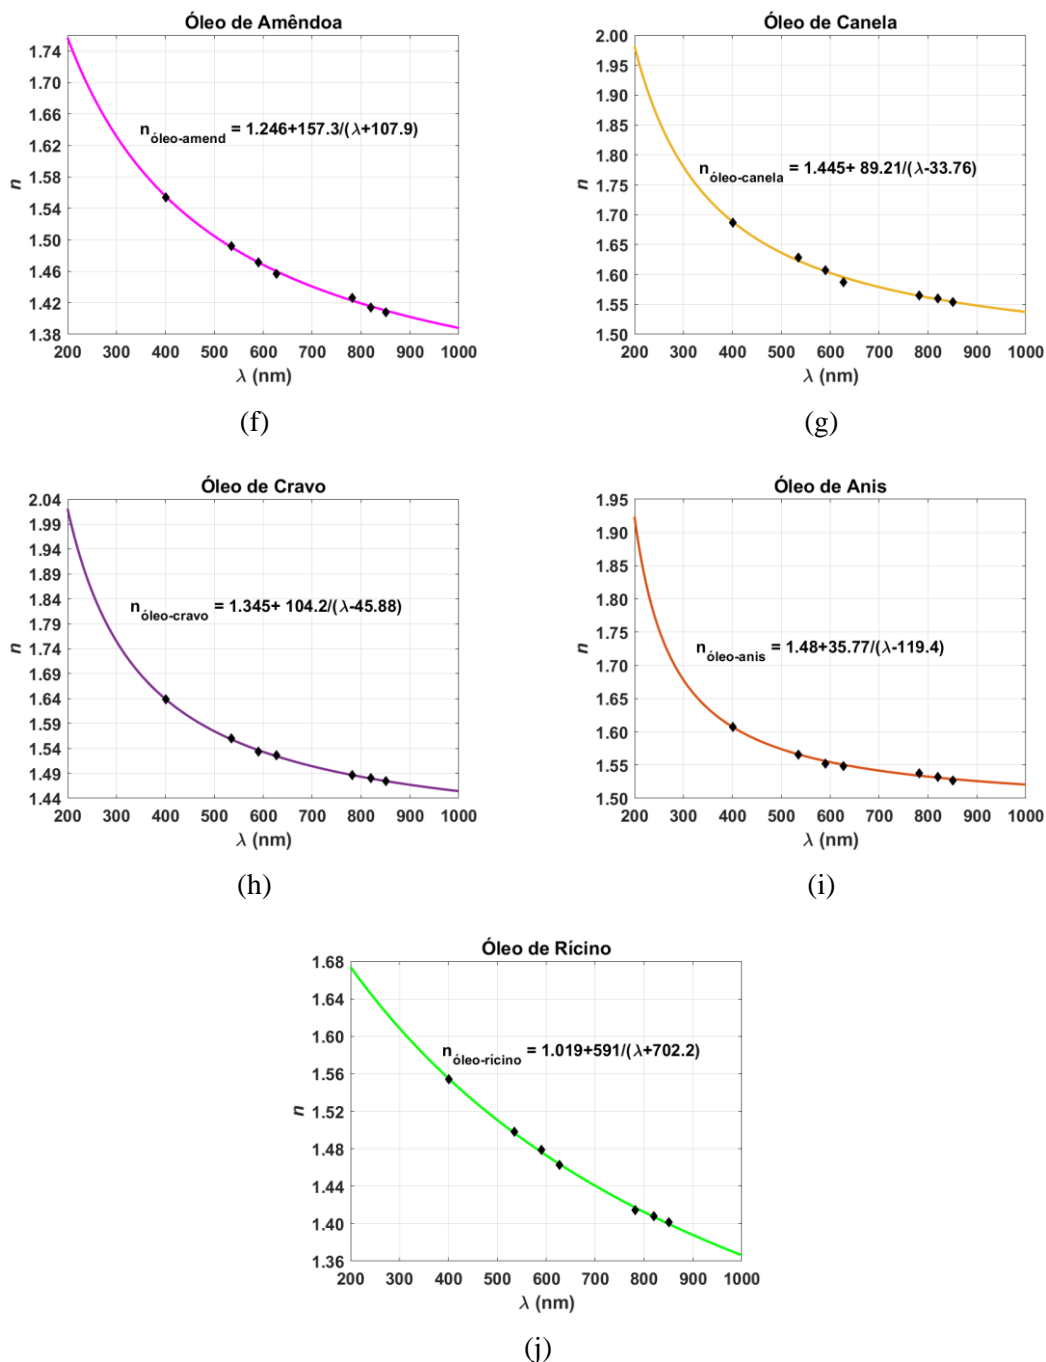 Óleo de Amêndoa
1.74
1.70
1.66
1.62
1.58
1.54
1.50
1.46
1.42
1.38
n
n óleo-amend = 1.246+157.3/(λ+107.9)
200 300 400 500 600 700 800 900 1000
λ (nm)
(f)
Óleo de Canela
2.00
1.95
1.90
1.85
1.80
1.75
1.70
1.65
1.60
1.55
1.50
n
n óleo-canela = 1.445+ 89.21/(λ-33.76)
200 300 400 500 600 700 800 900 1000
λ (nm)
(g)
Óleo de Cravo
2.04
1.99
1.94
1.89
1.84
1.79
1.74
1.69
1.64
1.59
1.54
1.49
1.44
n
n óleo-cravo = 1.345+ 104.2/(λ-45.88)
200 300 400 500 600 700 800 900 1000
λ (nm)
(h)
Óleo de Anis
1.95
1.90
1.85
1.80
1.75
1.70
1.65
1.60
1.55
1.50
n
n óleo-anis = 1.48+35.77/(λ-119.4)
200 300 400 500 600 700 800 900 1000
λ (nm)
(i)
Óleo de Rícino
1.68
1.64
1.60
1.56
1.52
1.48
1.44
1.40
1.36
n
n óleo-rícino = 1.019+591/(λ+702.2)
200 300 400 500 600 700 800 900 1000
λ (nm)
(j)